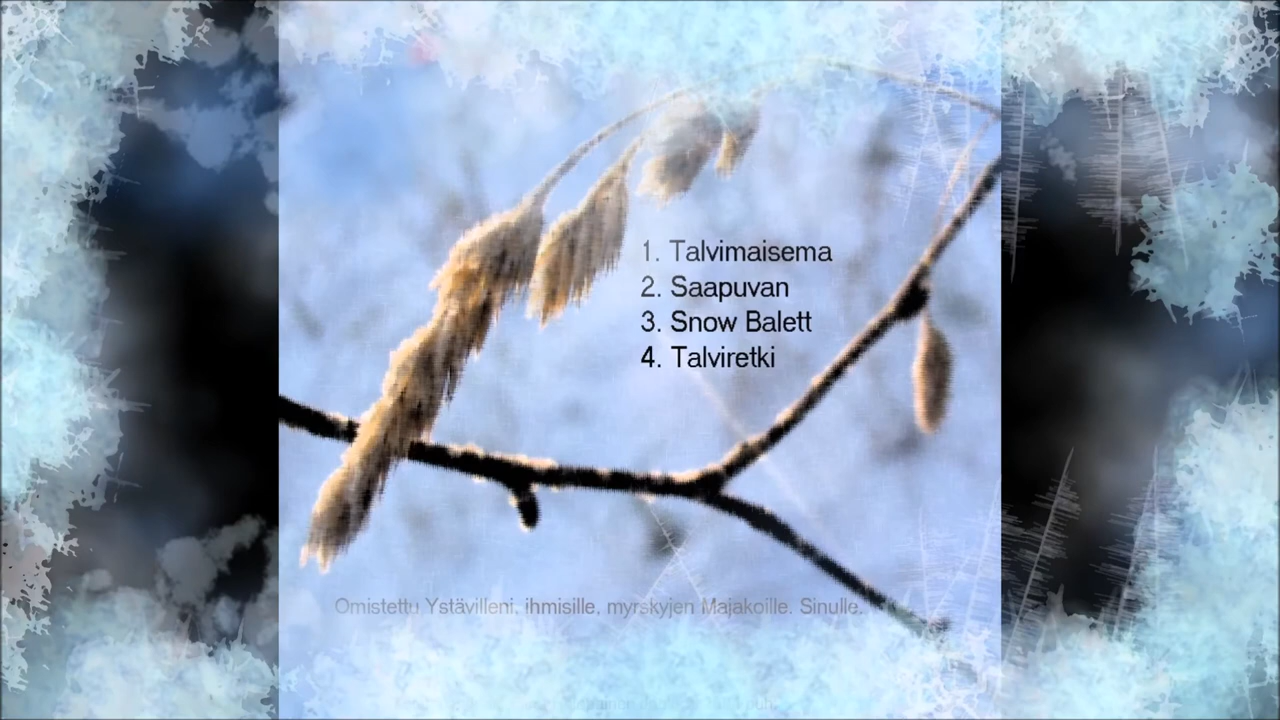 1. Talvimaisema
2. Saapuvan
3. Snow Balett
4. Talviretki
Omistettu Ystävilleni, ihmisille, myrskyjen Majakoille. Sinulle.